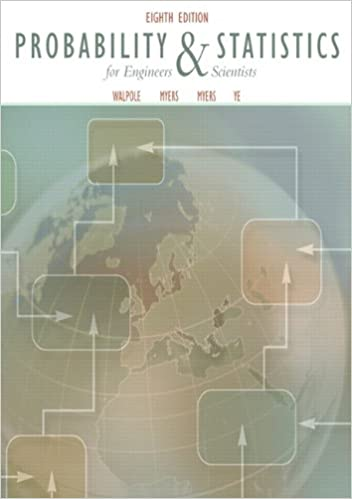 EIGHTH EDITION
PROBABILITY & STATISTICS
for Engineers Scientists
WALPOLE MYERS MYERS YE